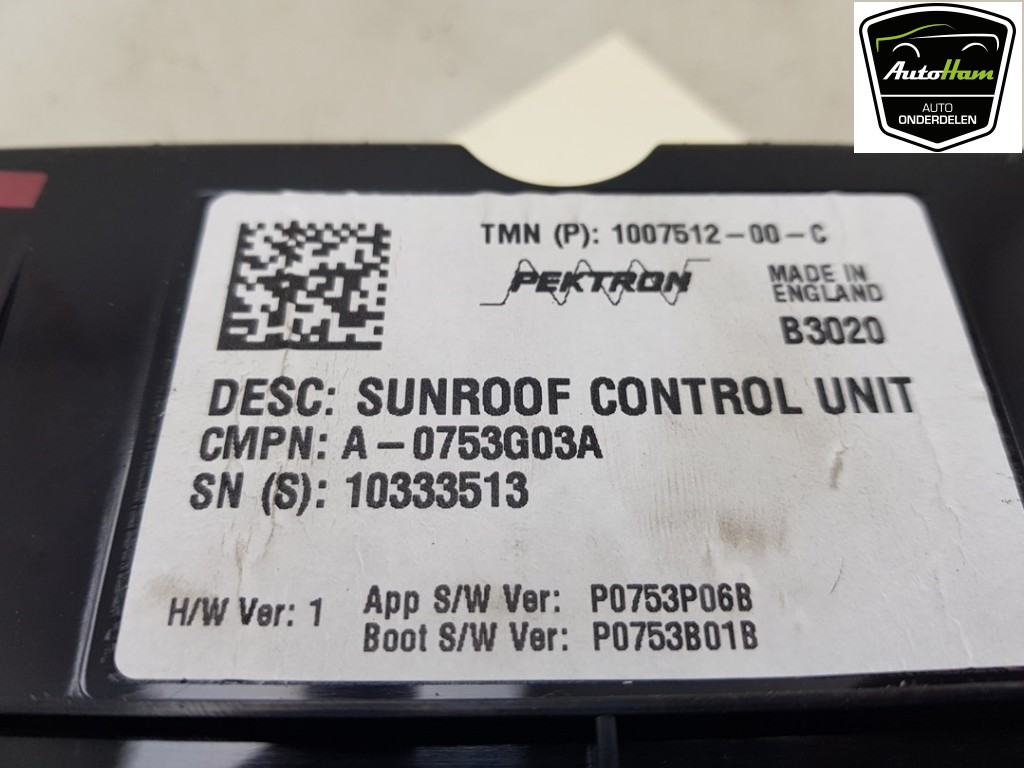 AutoHam
AUTO
ONDERDELEN
TMN (P): 1007512-00-C
PEKTRON
MADE IN
ENGLAND
B3020
DESC: SUNROOF CONTROL UNIT
CMPN: A-0753G03A
SN (S): 10333513
H/W Ver: 1
App S/W Ver: P0753P06B
Boot S/W Ver: P0753B01B